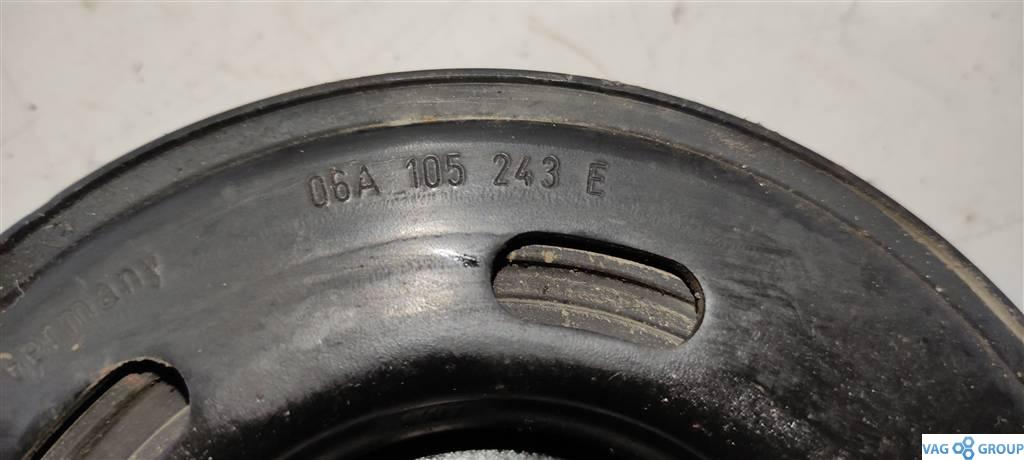 06A 105 243 E
Germany
VAG GROUP